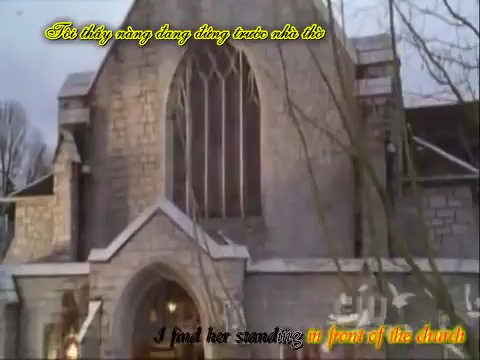 Tôi thấy nàng đang đứng trước nhà thờ
I find her standing in front of the church